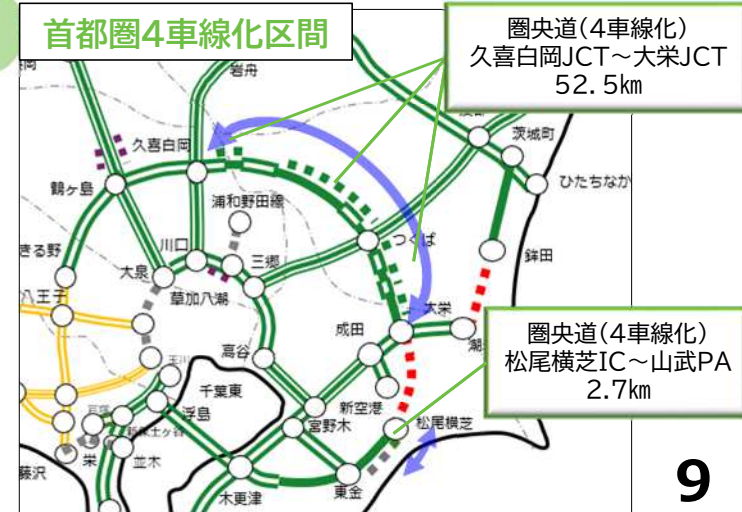 首都圏4車線化区間
圏央道(4車線化)
久喜白岡JCT~大栄JCT
52.5㎞
岩舟
久喜白岡
茨城町
ひたちなか
鶴ヶ島
浦和野田線
川口
つくば
鉾田
きる野
大泉
三郷
草加八潮
八王子
大栄
成田
高谷
圏央道(4車線化)
松尾横芝IC~山武PA
2.7㎞
千葉東
新空港
浮島
宮野木
松尾横芝
栄
並木
藤沢
木更津
東金
9